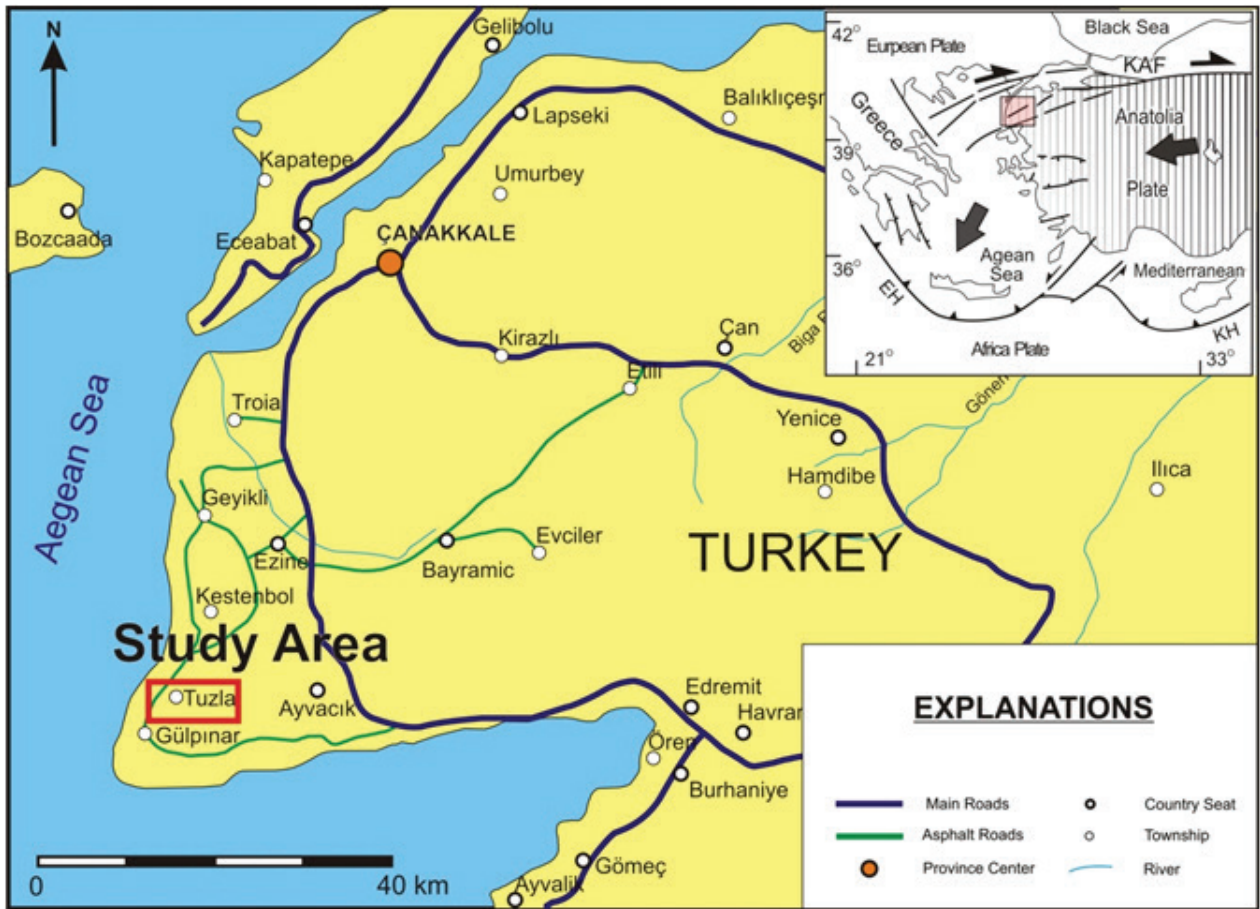 N
Gelibolu
Lapseki
Balıklıçeşr
Kapatepe
Umurbey
Bozcaada
Eceabat
ÇANAKKALE
Kirazlı
Çan
Biga
Etili
Troia
Yenice
Gönen
Hamdibe
Ilıca
Aegean Sea
Geyikli
Ezine
Bayramic
Evciler
TURKEY
Kestenbol
Study Area
Tuzla
Ayvacık
Gülpınar
Edremit
Havrar
Ören
Burhaniye
Gömeç
Ayvalik
0
40 km
42°
39°
36°
21°
33°
Black Sea
Eurpean Plate
KAF
Greece
Anatolia
Plate
Agean
Sea
Mediterranean
EH
KH
Africa Plate
EXPLANATIONS
Main Roads
Country Seat
Asphalt Roads
Township
Province Center
River